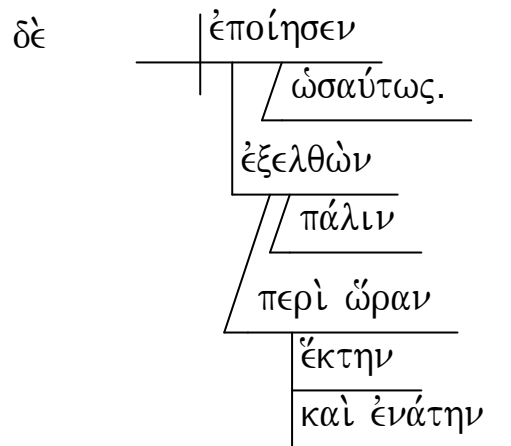 δὲ ἐποίησεν
ὡσαύτως.
ἐξελθὼν
πάλιν
περὶ ὥραν
ἕκτην
καὶ ἐνάτην